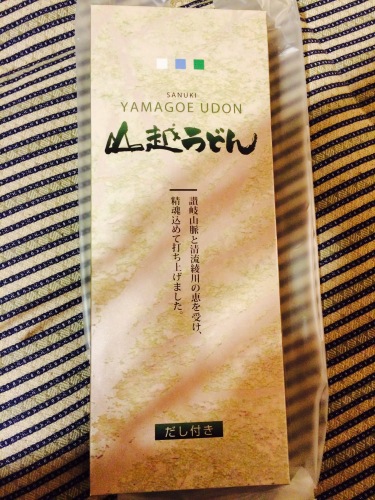 SANUKI
YAMAGOE UDON
山越うどん
讃岐山脈と清流綾川の恵を受け、
精魂込めて打ち上げました。
だし付き